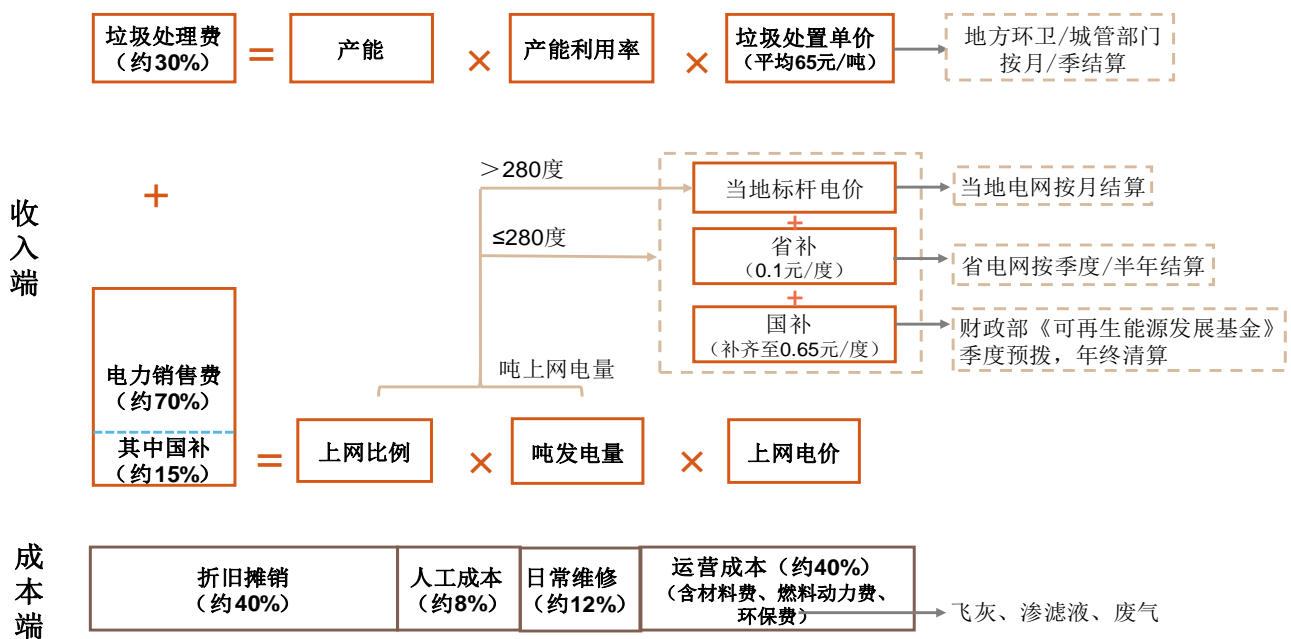 垃圾处理费
（约30%）
=
产能
×
产能利用率
×
垃圾处置单价
（平均65元/吨）
地方环卫/城管部门
按月/季结算
收入端
+
＞280度
≤280度
吨上网电量
当地标杆电价
+
省补
（0.1元/度）
+
国补
（补齐至0.65元/度）
当地电网按月结算
省电网按季度/半年结算
财政部《可再生能源发展基金》
季度预拨，年终清算
电力销售费
（约70%）
其中国补
（约15%）
=
上网比例
×
吨发电量
×
上网电价
成本端
折旧摊销
（约40%）
人工成本
（约8%）
日常维修
（约12%）
运营成本（约40%）
（含材料费、燃料动力费、
环保费）
飞灰、渗滤液、废气